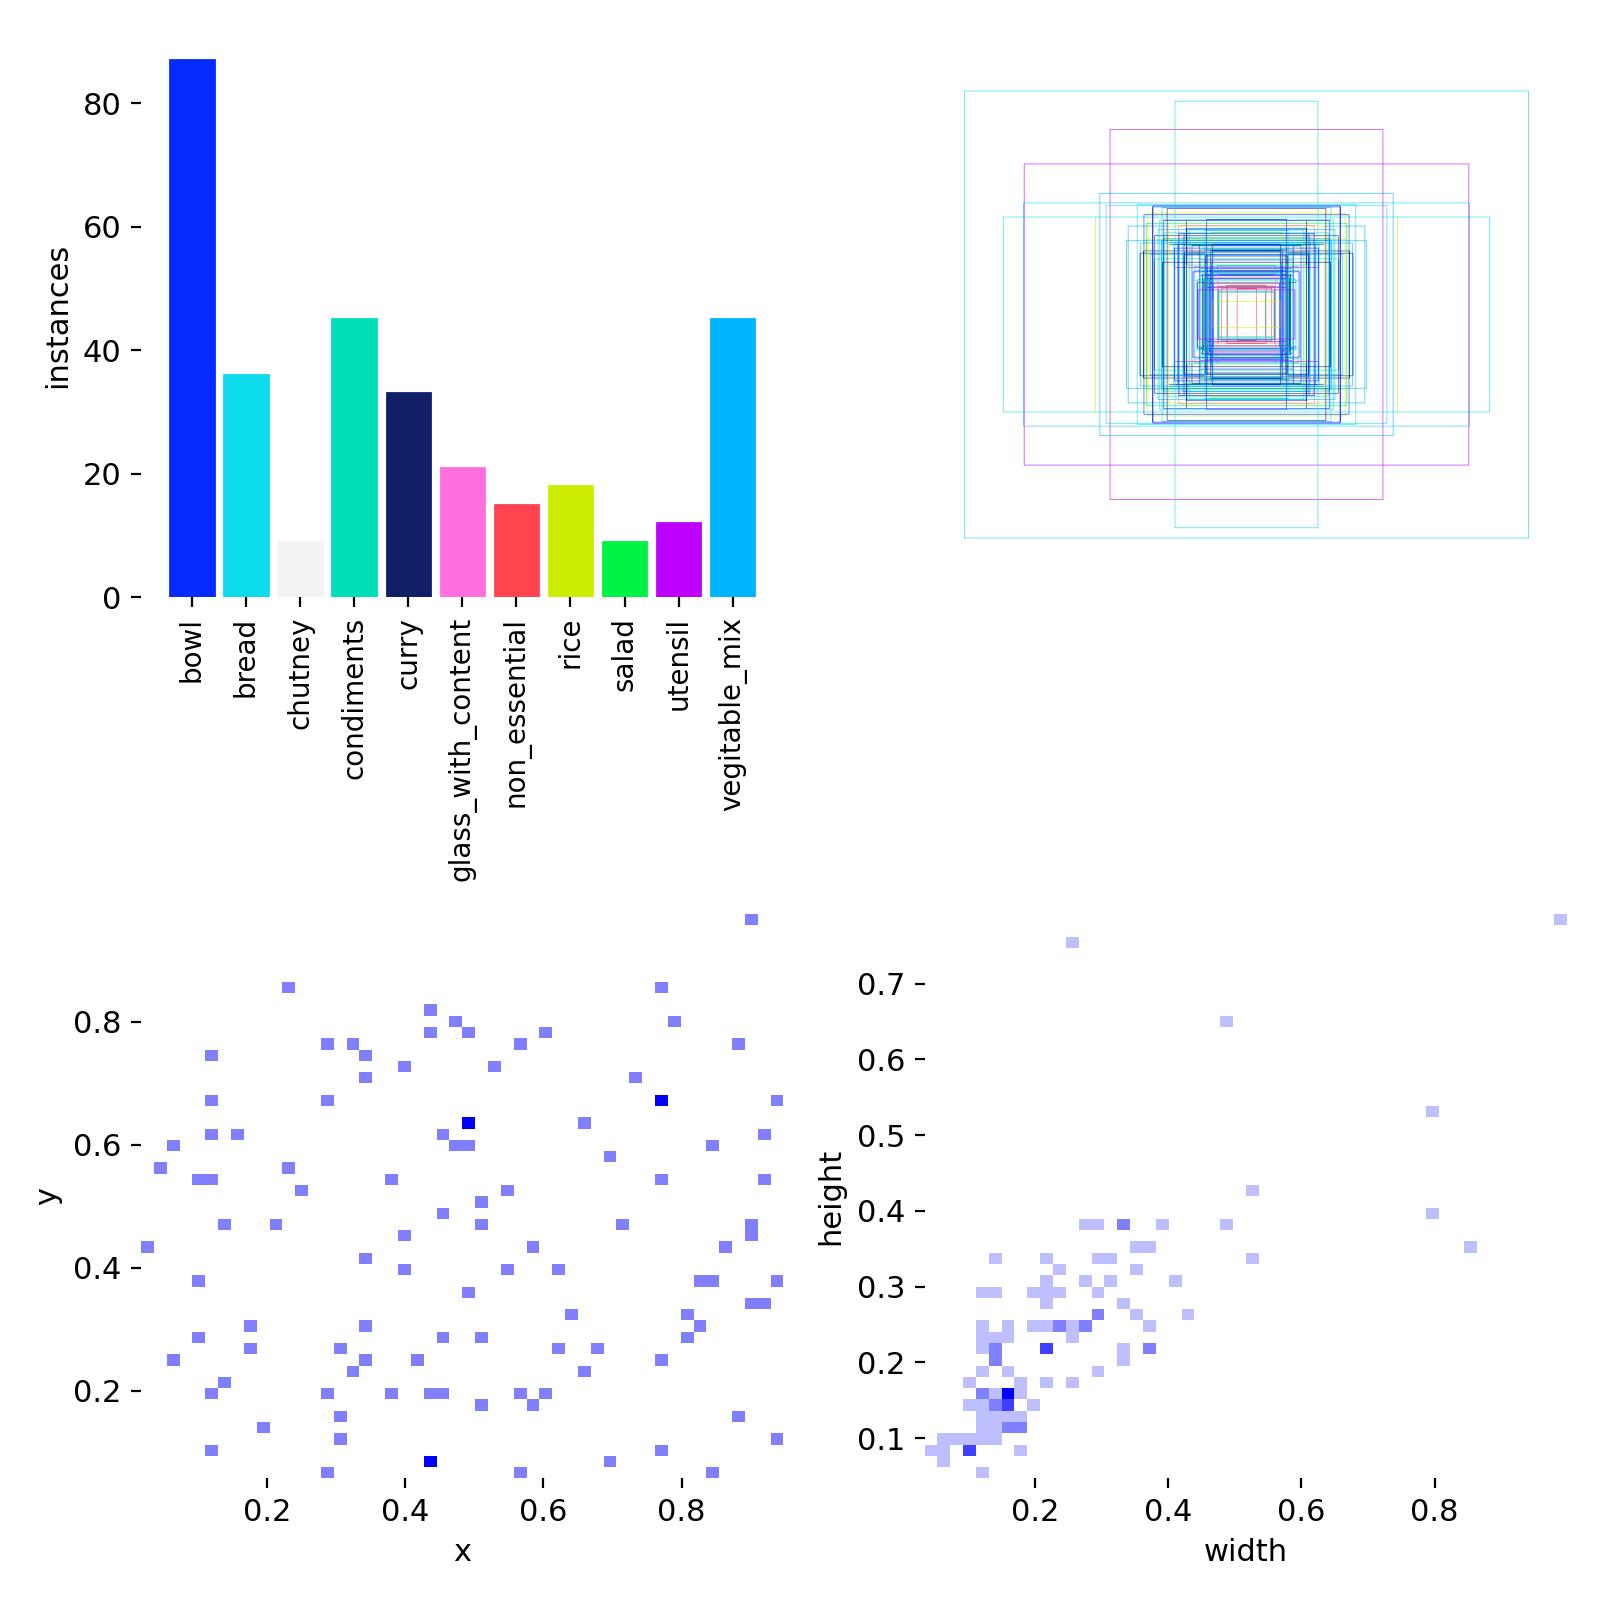 instances
80
60
40
20
0
bowl
bread
chutney
condiments
curry
glass_with_content
non_essential
rice
salad
utensil
vegitable_mix
y
0.8
0.6
0.4
0.2
0.2
0.4
0.6
0.8
x
height
0.7
0.6
0.5
0.4
0.3
0.2
0.1
0.2
0.4
0.6
0.8
width